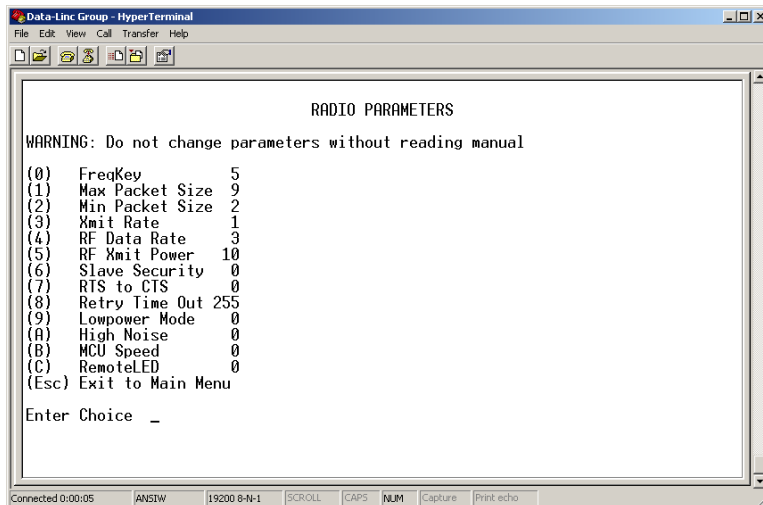 Data-Linc Group - HyperTerminal
File Edit View Call Transfer Help
RADIO PARAMETERS
WARNING: Do not change parameters without reading manual
(0) FreqKey 5
(1) Max Packet Size 9
(2) Min Packet Size 2
(3) Xmit Rate 1
(4) RF Data Rate 3
(5) RF Xmit Power 10
(6) Slave Security 0
(7) RTS to CTS 0
(8) Retry Time Out 255
(9) Lowpower Mode 0
(A) High Noise 0
(B) MCU Speed 0
(C) RemoteLED 0
(Esc) Exit to Main Menu
Enter Choice _
Connected 0:00:05 ANSIW 19200 8-N-1 SCROLL CAPS NUM Capture Print echo